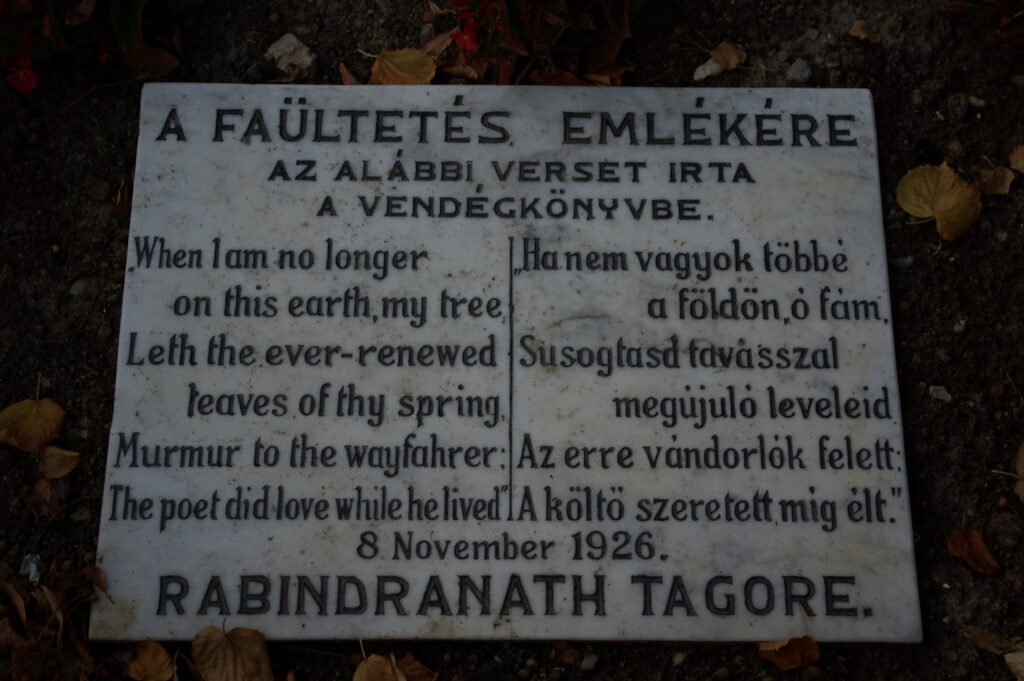 A FAÜLTETÉS EMLÉKÉRE
AZ ALÁBBI VERSET IRTA
A VENDÉGKÖNYVBE.
„When I am no longer
on this earth, my tree,
Leth the ever-renewed
leaves of thy spring,
Murmur to the wayfahrer:
The poet did love while he lived"
„Ha nem vagyok többé
a földön, ó fám,
Susogtasd tavasszal
megújuló leveleid
Az erre vándorlók felett:
A költö szeretett mig élt."
8 November 1926.
RABINDRANATH TAGORE.